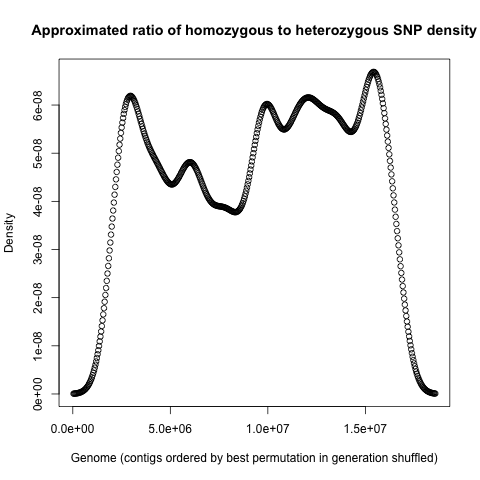 Approximated ratio of homozygous to heterozygous SNP density
Density
6e-08
5e-08
4e-08
3e-08
2e-08
1e-08
0e+00
0.0e+00 5.0e+06 1.0e+07 1.5e+07
Genome (contigs ordered by best permutation in generation shuffled)